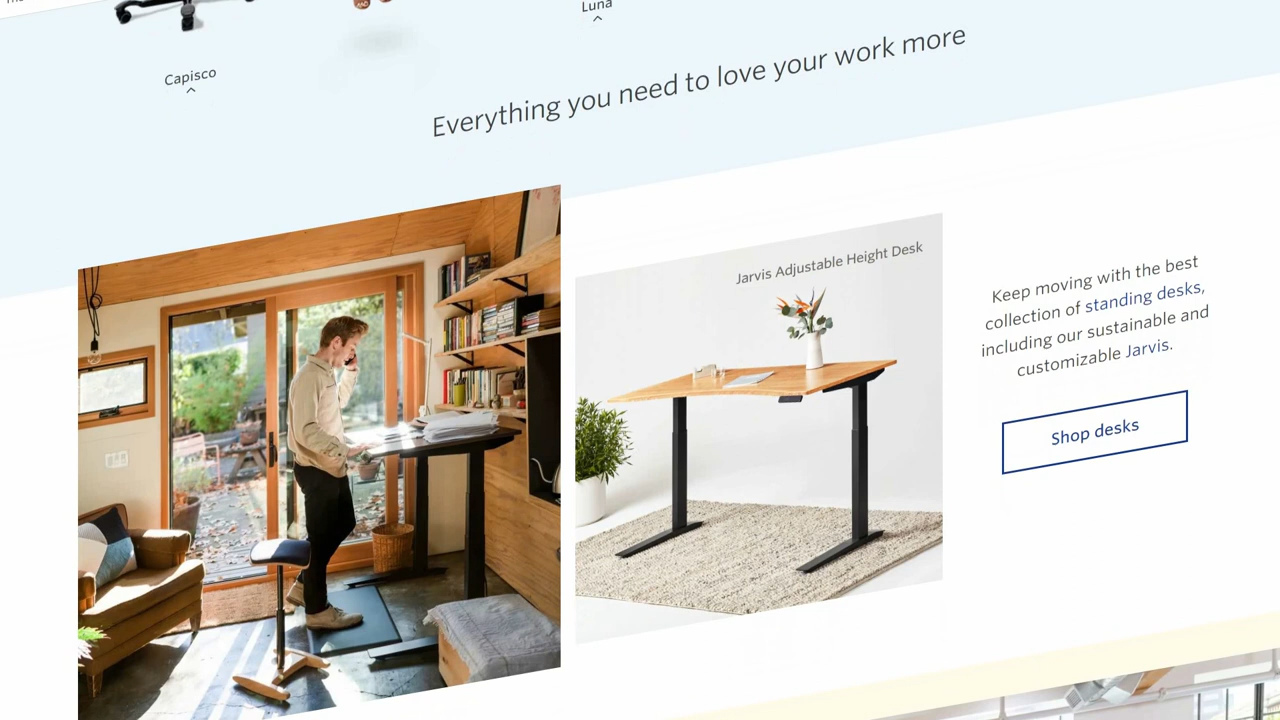 Luna
Capisco
Everything you need to love your work more
Jarvis Adjustable Height Desk
Keep moving with the best
collection of standing desks,
including our sustainable and
customizable Jarvis.
Shop desks